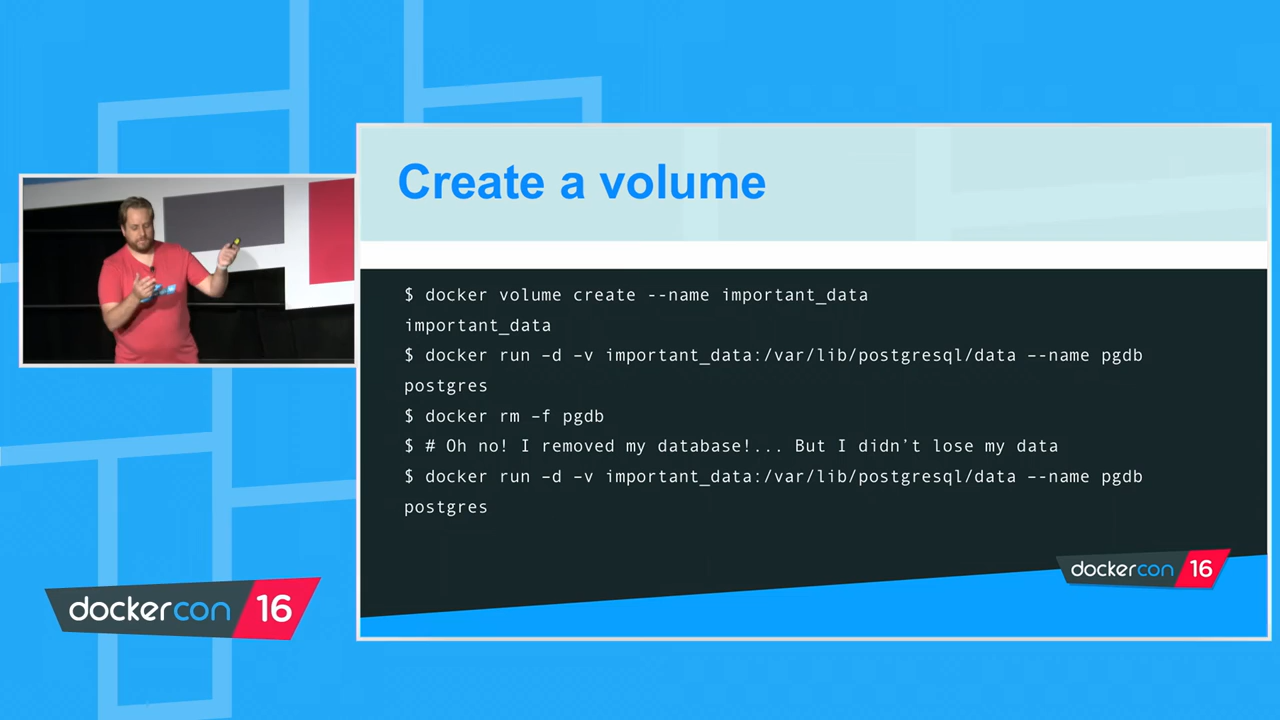 Create a volume
$ docker volume create --name important_data
important_data
$ docker run –d –v important_data:/var/lib/postgresql/data –-name pgdb
postgres
$ docker rm –f pgdb
$ # Oh no! I removed my database!... But I didn’t lose my data
$ docker run –d –v important_data:/var/lib/postgresql/data –-name pgdb
postgres
dockercon 16
dockercon 16